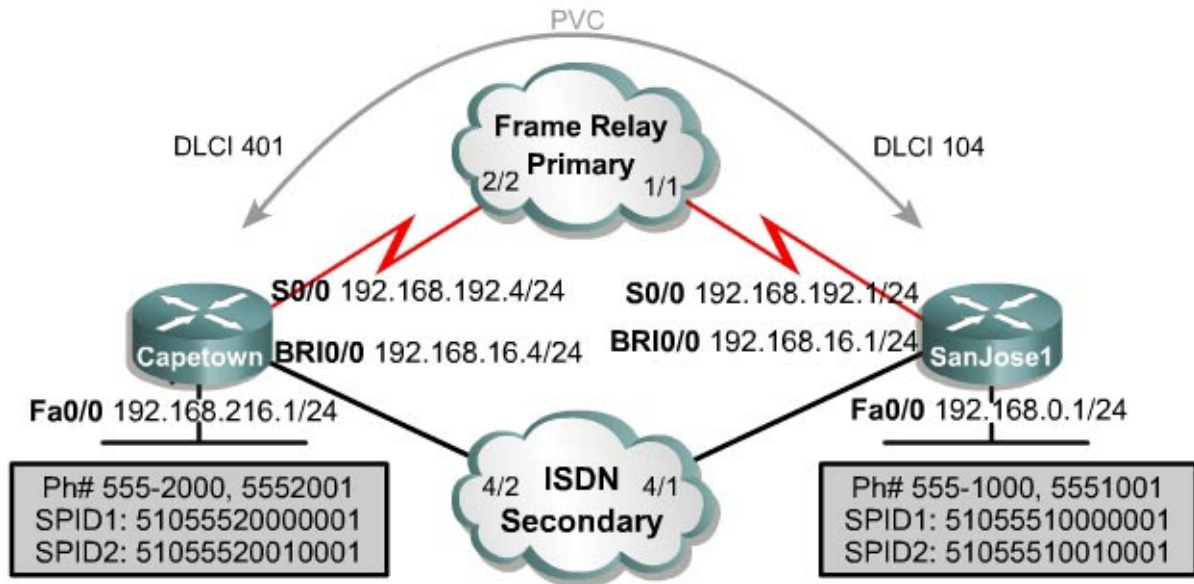 PVC
DLCI 401
DLCI 104
Frame Relay
Primary
2/2
1/1
S0/0 192.168.192.4/24
S0/0 192.168.192.1/24
BRI0/0 192.168.16.4/24
BRI0/0 192.168.16.1/24
Capetown
SanJose1
Fa0/0 192.168.216.1/24
Fa0/0 192.168.0.1/24
ISDN
Secondary
4/2
4/1
Ph# 555-2000, 5552001
SPID1: 51055520000001
SPID2: 51055520010001
Ph# 555-1000, 5551001
SPID1: 51055510000001
SPID2: 51055510010001